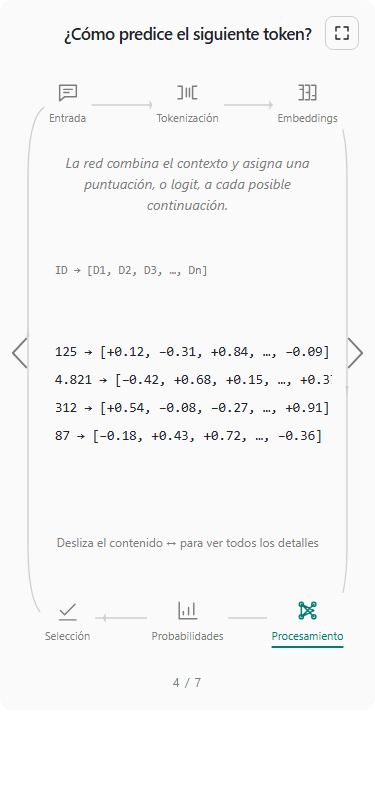 ¿Cómo predice el siguiente token?
Entrada
Tokenización
Embeddings
La red combina el contexto y asigna una
puntuación, o logit, a cada posible
continuación.
ID → [D1, D2, D3, …, Dn]
125 → [+0.12, −0.31, +0.84, …, −0.09]
4.821 → [−0.42, +0.68, +0.15, …, +0.3
312 → [+0.54, −0.08, −0.27, …, +0.91]
87 → [−0.18, +0.43, +0.72, …, −0.36]
Desliza el contenido ↔ para ver todos los detalles
Selección
Probabilidades
Procesamiento
4 / 7